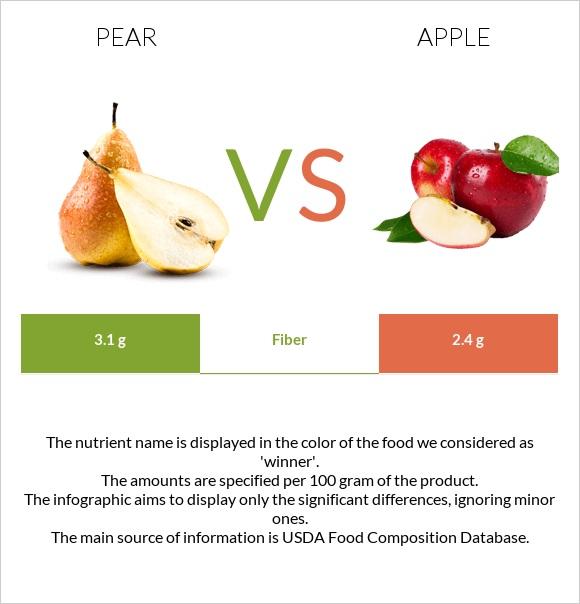 PEAR
APPLE
VS
3.1 g
Fiber
2.4 g
The nutrient name is displayed in the color of the food we considered as
'winner'.
The amounts are specified per 100 gram of the product.
The infographic aims to display only the significant differences, ignoring minor
ones.
The main source of information is USDA Food Composition Database.